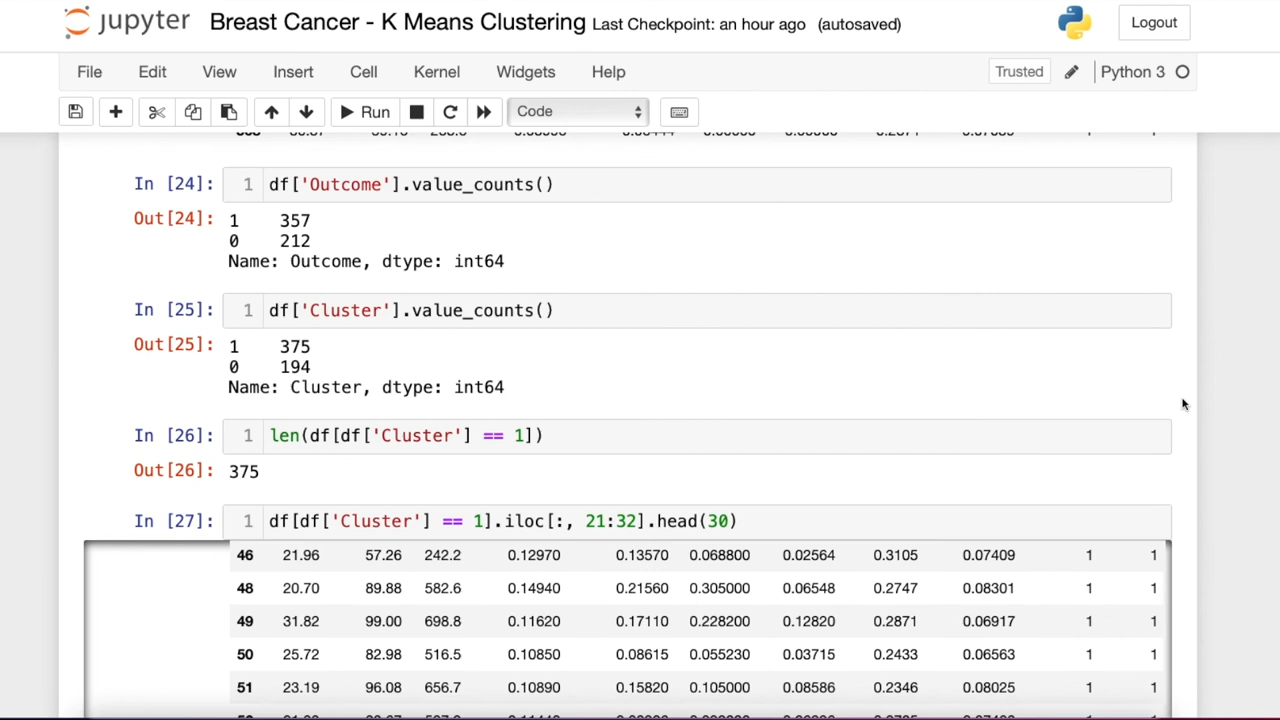 jupyter Breast Cancer - K Means Clustering Last Checkpoint: an hour ago (autosaved) Logout
File Edit View Insert Cell Kernel Widgets Help Trusted Python 3
Run Code
In [24]: 1 df['Outcome'].value_counts()
Out[24]: 1 357
0 212
Name: Outcome, dtype: int64
In [25]: 1 df['Cluster'].value_counts()
Out[25]: 1 375
0 194
Name: Cluster, dtype: int64
In [26]: 1 len(df[df['Cluster'] == 1])
Out[26]: 375
In [27]: 1 df[df['Cluster'] == 1].iloc[:, 21:32].head(30)
46 21.96 57.26 242.2 0.12970 0.13570 0.068800 0.02564 0.3105 0.07409 1 1
48 20.70 89.88 582.6 0.14940 0.21560 0.305000 0.06548 0.2747 0.08301 1 1
49 31.82 99.00 698.8 0.11620 0.17110 0.228200 0.12820 0.2871 0.06917 1 1
50 25.72 82.98 516.5 0.10850 0.08615 0.055230 0.03715 0.2433 0.06563 1 1
51 23.19 96.08 656.7 0.10890 0.15820 0.105000 0.08586 0.2346 0.08025 1 1